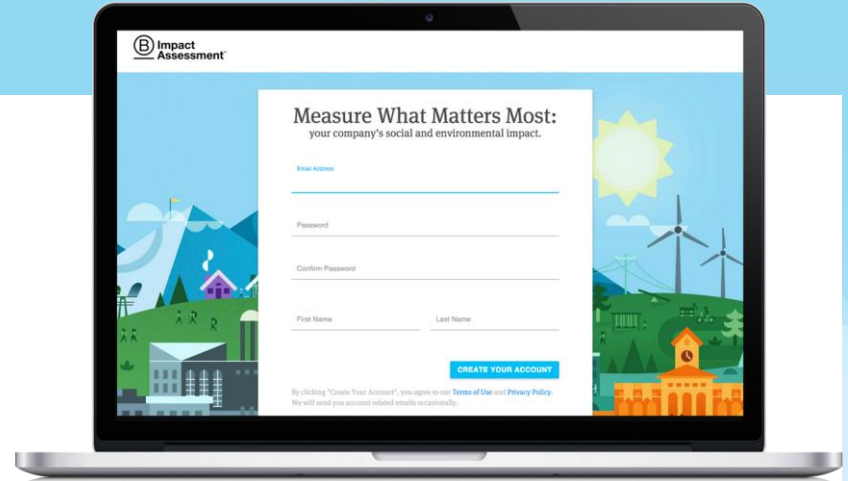 B Impact
Assessment
Measure What Matters Most:
your company's social and environmental impact.
Email Address
Password
Confirm Password
First Name
Last Name
CREATE YOUR ACCOUNT
By clicking "Create Your Account", you agree to our Terms of Use and Privacy Policy.
We will send you account related emails occasionally.